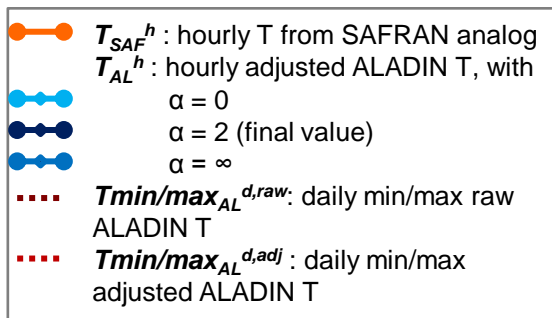 T_SAF^h : hourly T from SAFRAN analog
T_AL^h : hourly adjusted ALADIN T, with
α = 0
α = 2 (final value)
α = ∞
Tmin/max_AL^d,raw: daily min/max raw
ALADIN T
Tmin/max_AL^d,adj : daily min/max
adjusted ALADIN T